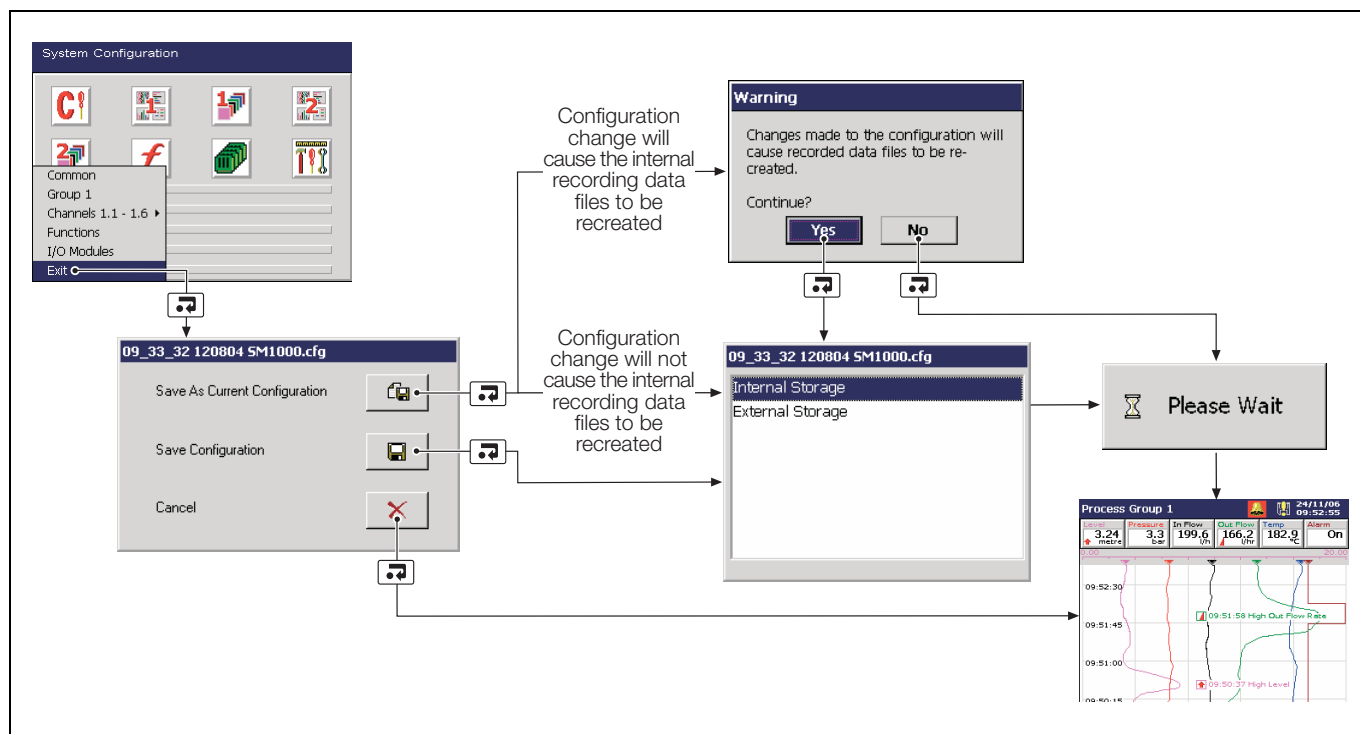 System Configuration
C
1
1
2
2
f
Common
Group 1
Channels 1.1 - 1.6
Functions
I/O Modules
Exit
09_33_32 120804 SM1000.cfg
Save As Current Configuration
Save Configuration
Cancel
Configuration
change will
cause the internal
recording data
files to be
recreated
Configuration
change will not
cause the internal
recording data
files to be
recreated
Warning
Changes made to the configuration will
cause recorded data files to be re-
created.
Continue?
Yes
No
09_33_32 120804 SM1000.cfg
Internal Storage
External Storage
Please Wait
Process Group 1
24/11/06
09:52:55
Level
3.24
metre
Pressure
3.3
bar
In Flow
199.6
l/h
Out Flow
166.2
l/hr
Temp
182.9
°C
Alarm
On
0.00
20.00
09:52:30
09:51:58 High Out Flow Rate
09:51:45
09:51:00
09:50:37 High Level
09:50:15